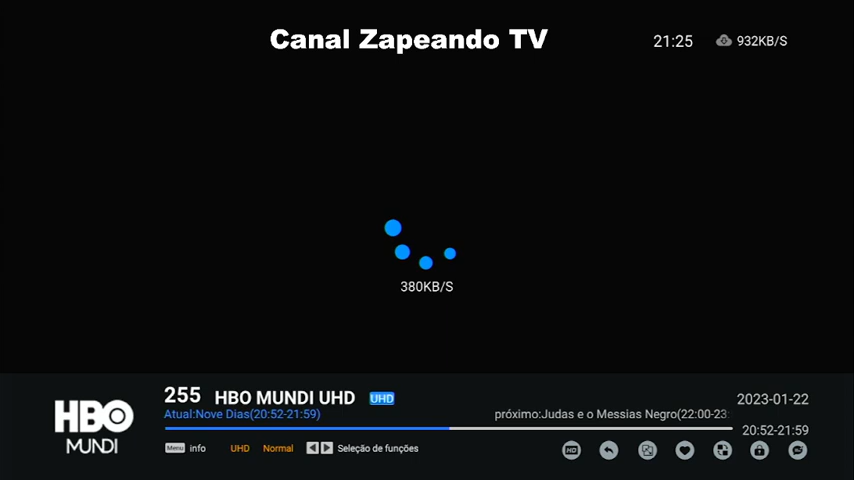 Canal Zapeando TV
21:25
932KB/S
380KB/S
HBO
MUNDI
255 HBO MUNDI UHD UHD
2023-01-22
Atual:Nove Dias(20:52-21:59)
próximo:Judas e o Messias Negro(22:00-23:
20:52-21:59
Menu info UHD Normal Seleção de funções
HD